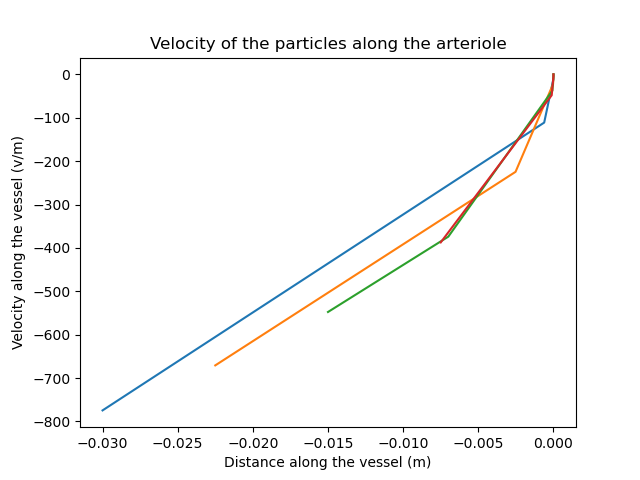 Velocity of the particles along the arteriole
Velocity along the vessel (v/m)
0
−100
−200
−300
−400
−500
−600
−700
−800
−0.030 −0.025 −0.020 −0.015 −0.010 −0.005 0.000
Distance along the vessel (m)